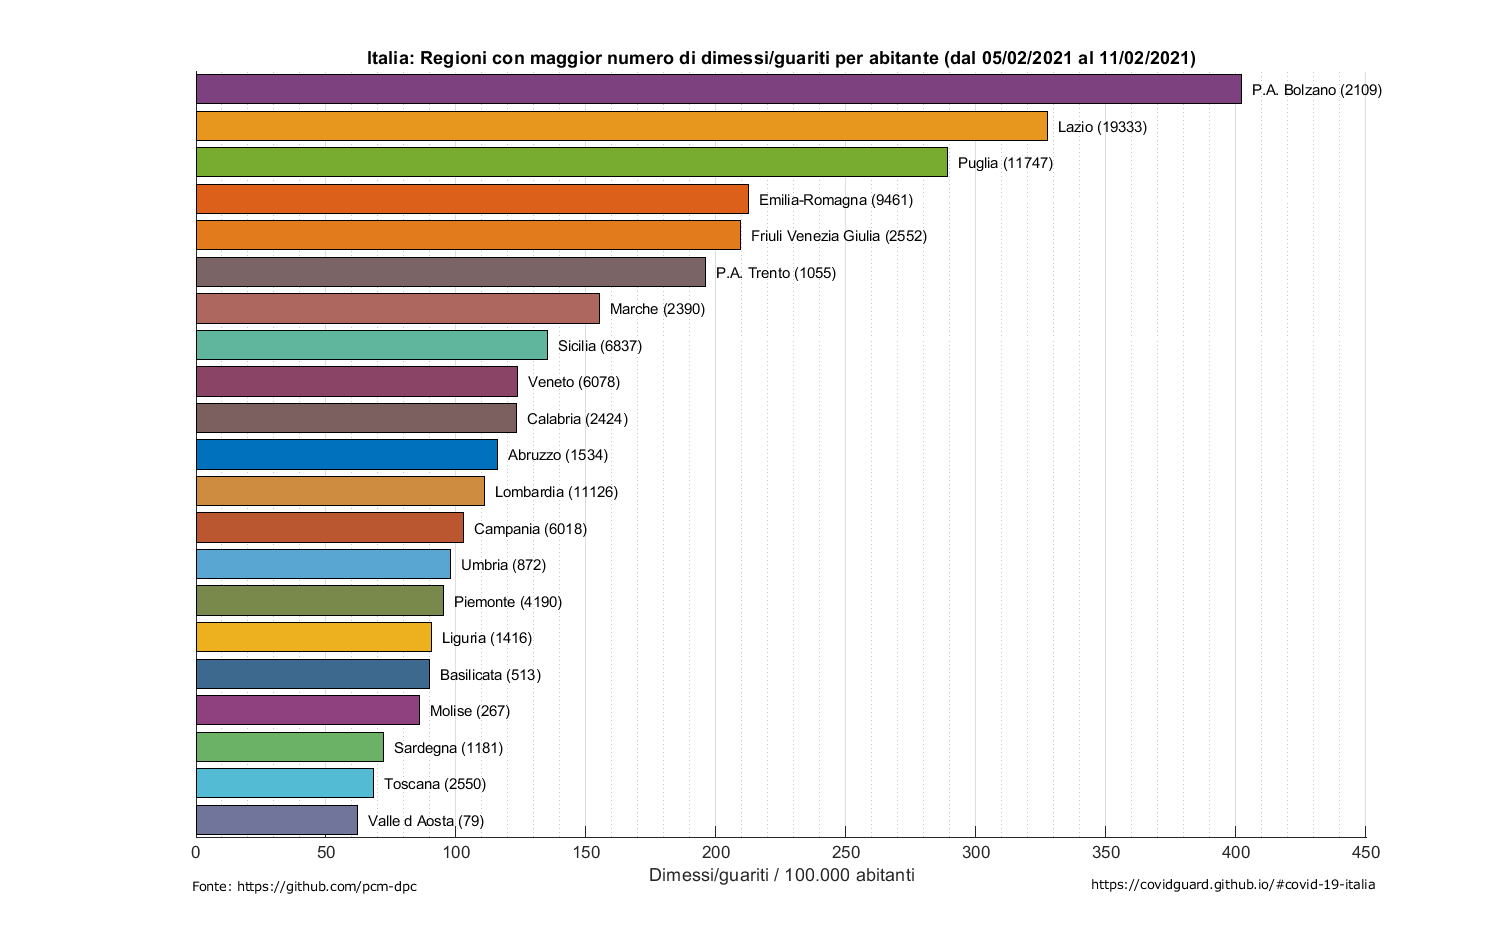 Italia: Regioni con maggior numero di dimessi/guariti per abitante (dal 05/02/2021 al 11/02/2021)
P.A. Bolzano (2109)
Lazio (19333)
Puglia (11747)
Emilia-Romagna (9461)
Friuli Venezia Giulia (2552)
P.A. Trento (1055)
Marche (2390)
Sicilia (6837)
Veneto (6078)
Calabria (2424)
Abruzzo (1534)
Lombardia (11126)
Campania (6018)
Umbria (872)
Piemonte (4190)
Liguria (1416)
Basilicata (513)
Molise (267)
Sardegna (1181)
Toscana (2550)
Valle d Aosta (79)
0 50 100 150 200 250 300 350 400 450
Dimessi/guariti / 100.000 abitanti
Fonte: https://github.com/pcm-dpc
https://covidguard.github.io/#covid-19-italia